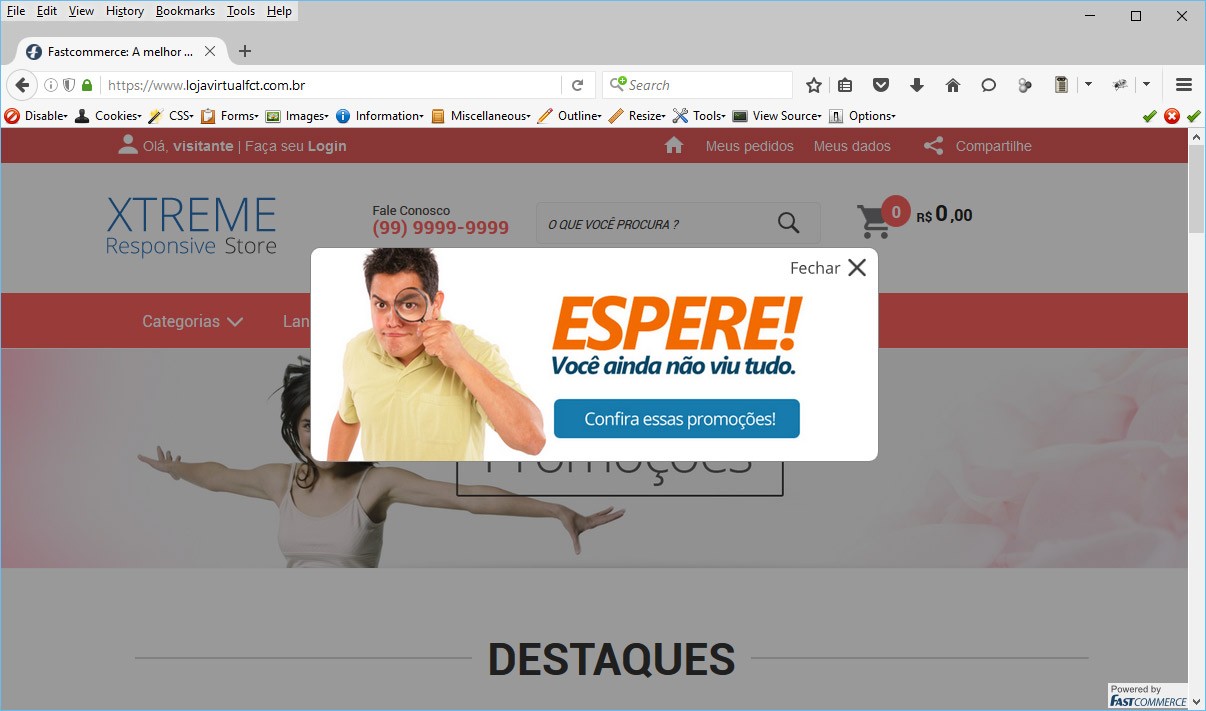 File Edit View History Bookmarks Tools Help
Fastcommerce: A melhor ...
https://www.lojavirtualfct.com.br
Search
Disable Cookies CSS Forms Images Information Miscellaneous Outline Resize Tools View Source Options
Olá, visitante | Faça seu Login
Meus pedidos Meus dados Compartilhe
XTREME
Responsive Store
Fale Conosco
(99) 9999-9999
O QUE VOCÊ PROCURA ?
0
R$ 0,00
Fechar
ESPERE!
Você ainda não viu tudo.
Confira essas promoções!
Categorias Lan
Promoções
DESTAQUES
Powered by
FASTCOMMERCE